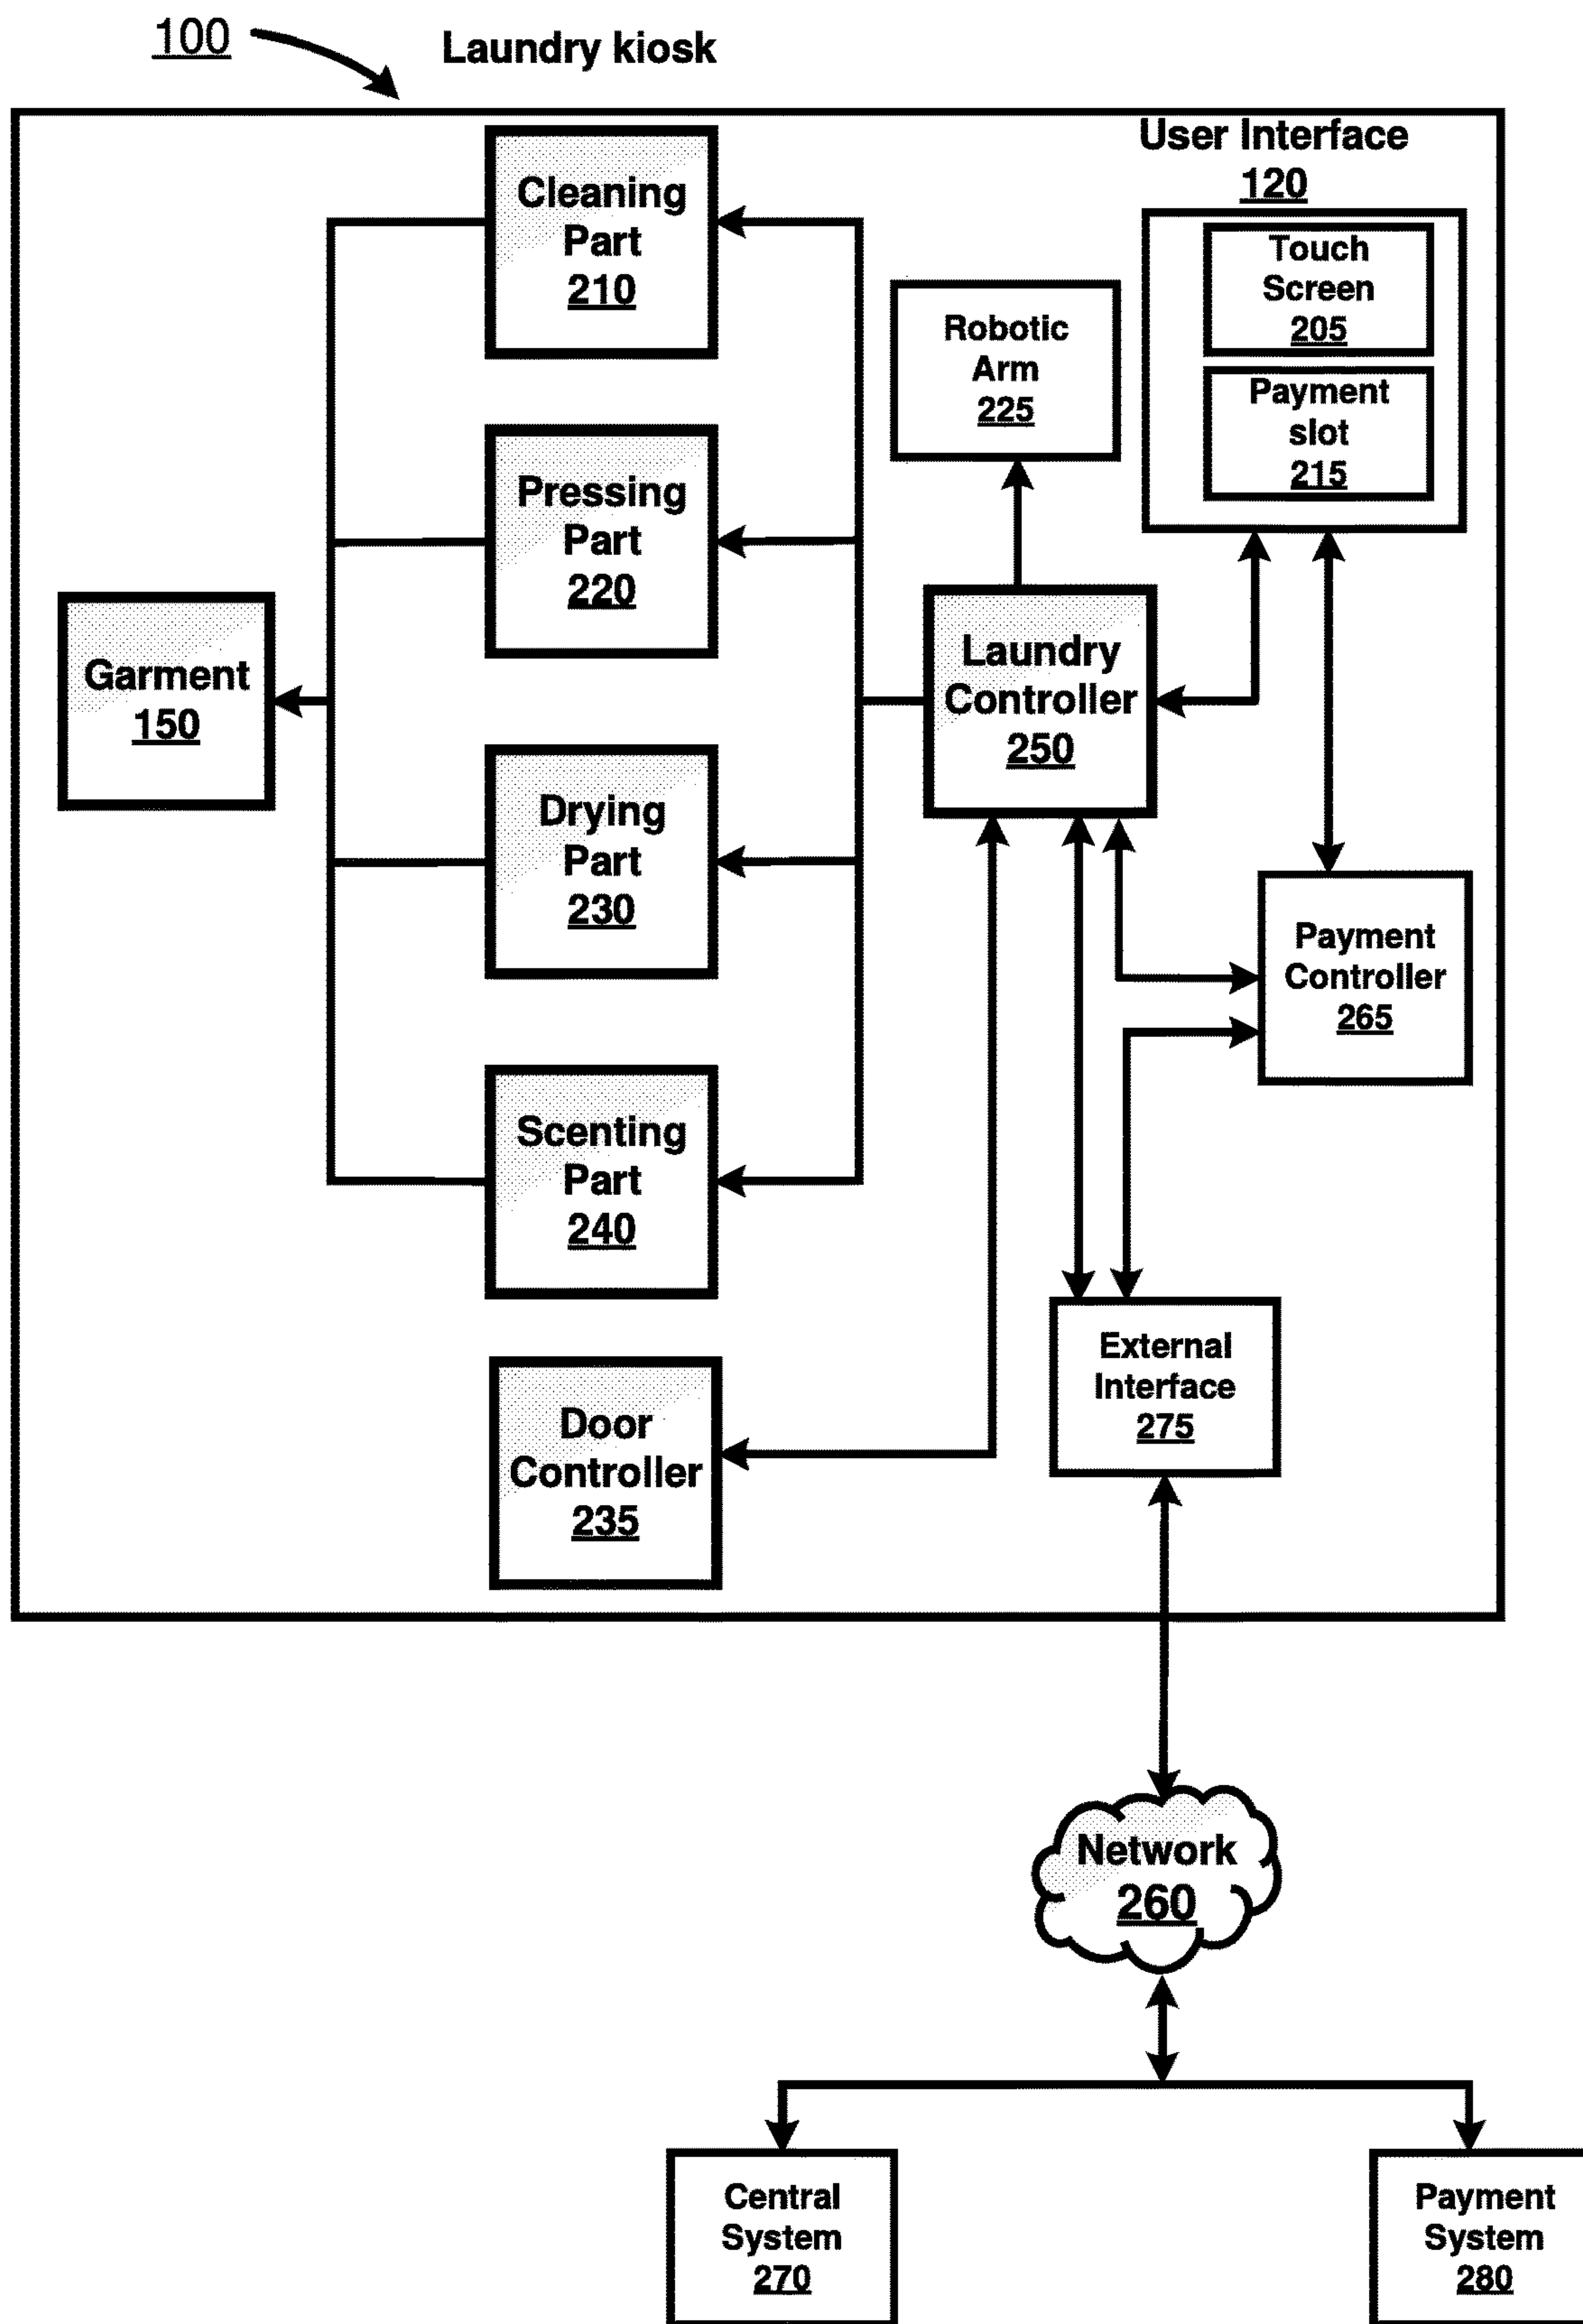 100
Laundry kiosk
User Interface
120
Touch
Screen
205
Payment
slot
215
Cleaning
Part
210
Robotic
Arm
225
Pressing
Part
220
Garment
150
Laundry
Controller
250
Drying
Part
230
Payment
Controller
265
Scenting
Part
240
External
Interface
275
Door
Controller
235
Network
260
Central
System
270
Payment
System
280